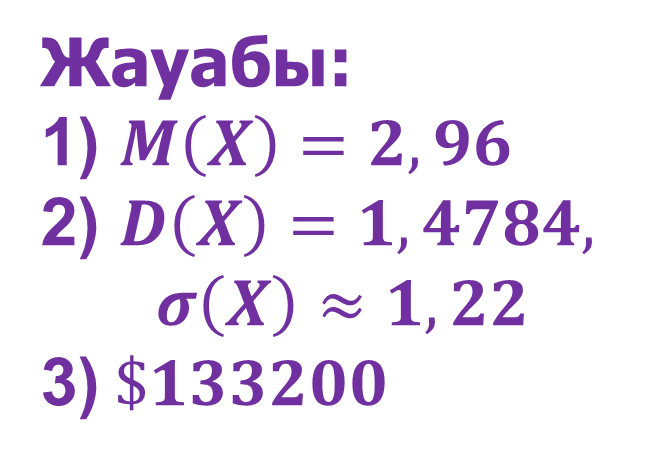 Жауабы:
1) M(X) = 2,96
2) D(X) = 1,4784,
σ(X) ≈ 1,22
3) $133200